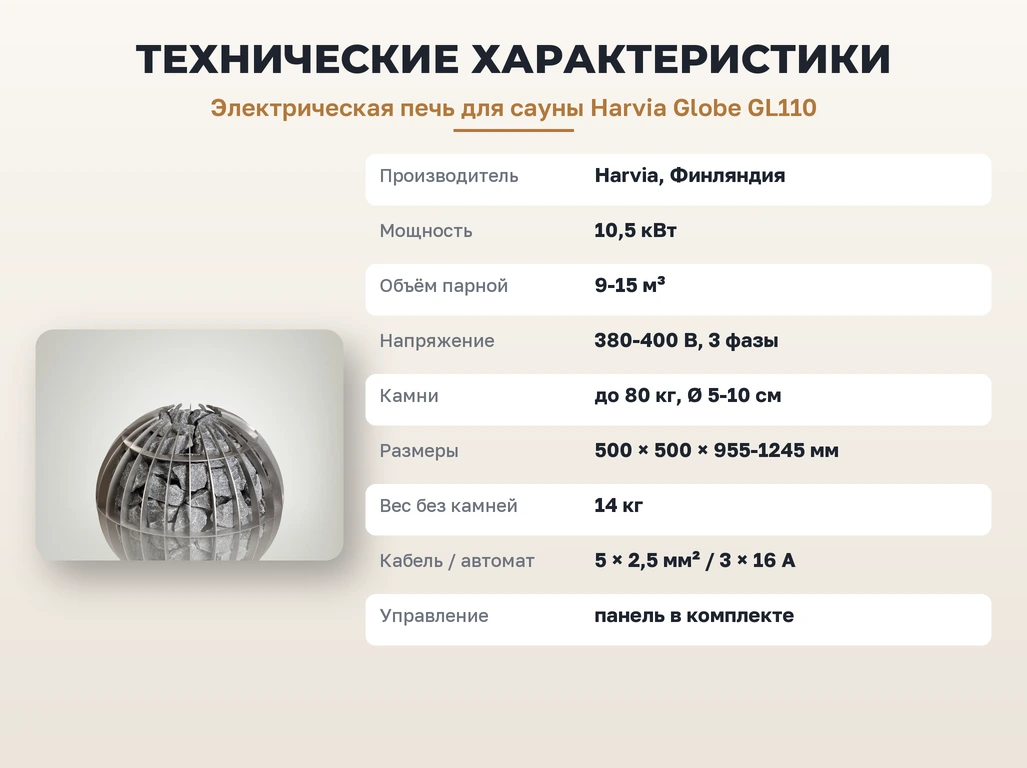 ТЕХНИЧЕСКИЕ ХАРАКТЕРИСТИКИ
Электрическая печь для сауны Harvia Globe GL110
Производитель Harvia, Финляндия
Мощность 10,5 кВт
Объём парной 9-15 м³
Напряжение 380-400 В, 3 фазы
Камни до 80 кг, Ø 5-10 см
Размеры 500 × 500 × 955-1245 мм
Вес без камней 14 кг
Кабель / автомат 5 × 2,5 мм² / 3 × 16 А
Управление панель в комплекте